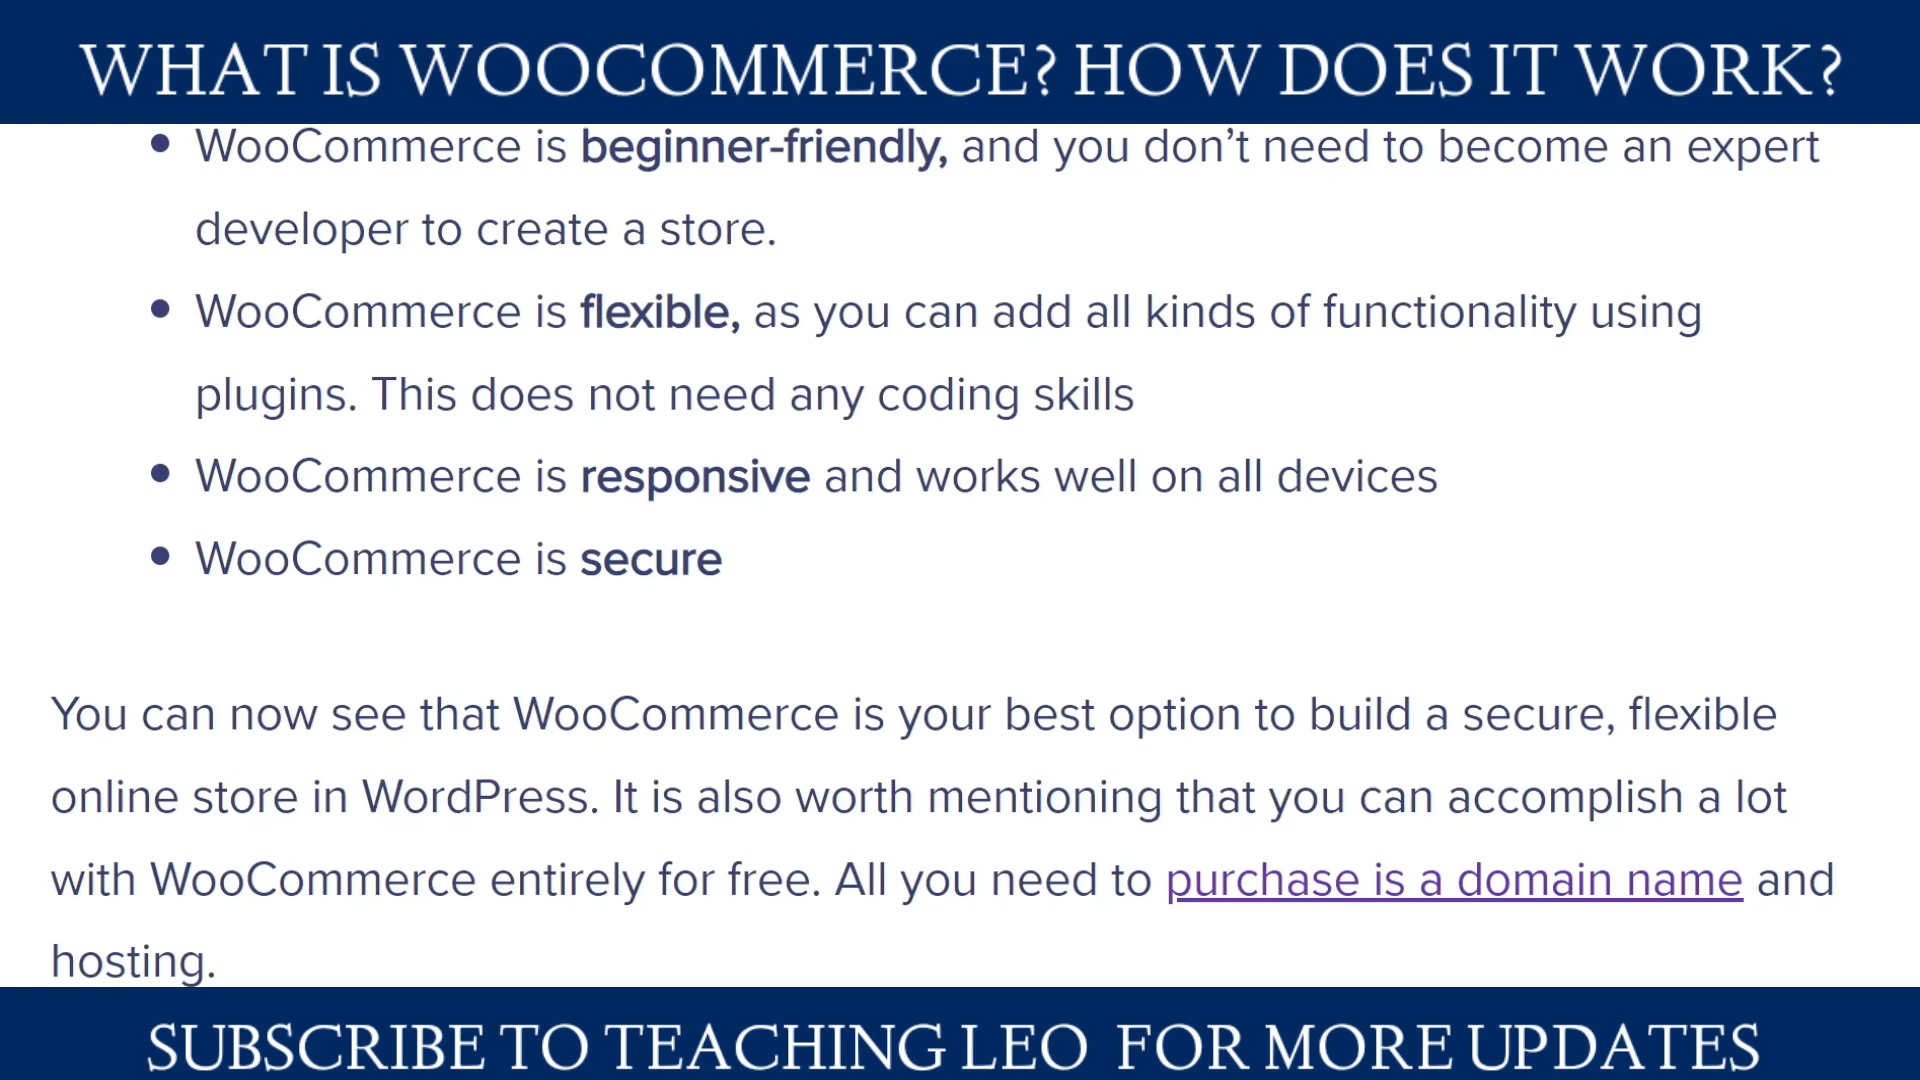 WHAT IS WOOCOMMERCE? HOW DOES IT WORK?
• WooCommerce is beginner-friendly, and you don’t need to become an expert
developer to create a store.
• WooCommerce is flexible, as you can add all kinds of functionality using
plugins. This does not need any coding skills
• WooCommerce is responsive and works well on all devices
• WooCommerce is secure
You can now see that WooCommerce is your best option to build a secure, flexible
online store in WordPress. It is also worth mentioning that you can accomplish a lot
with WooCommerce entirely for free. All you need to purchase is a domain name and
hosting.
SUBSCRIBE TO TEACHING LEO FOR MORE UPDATES